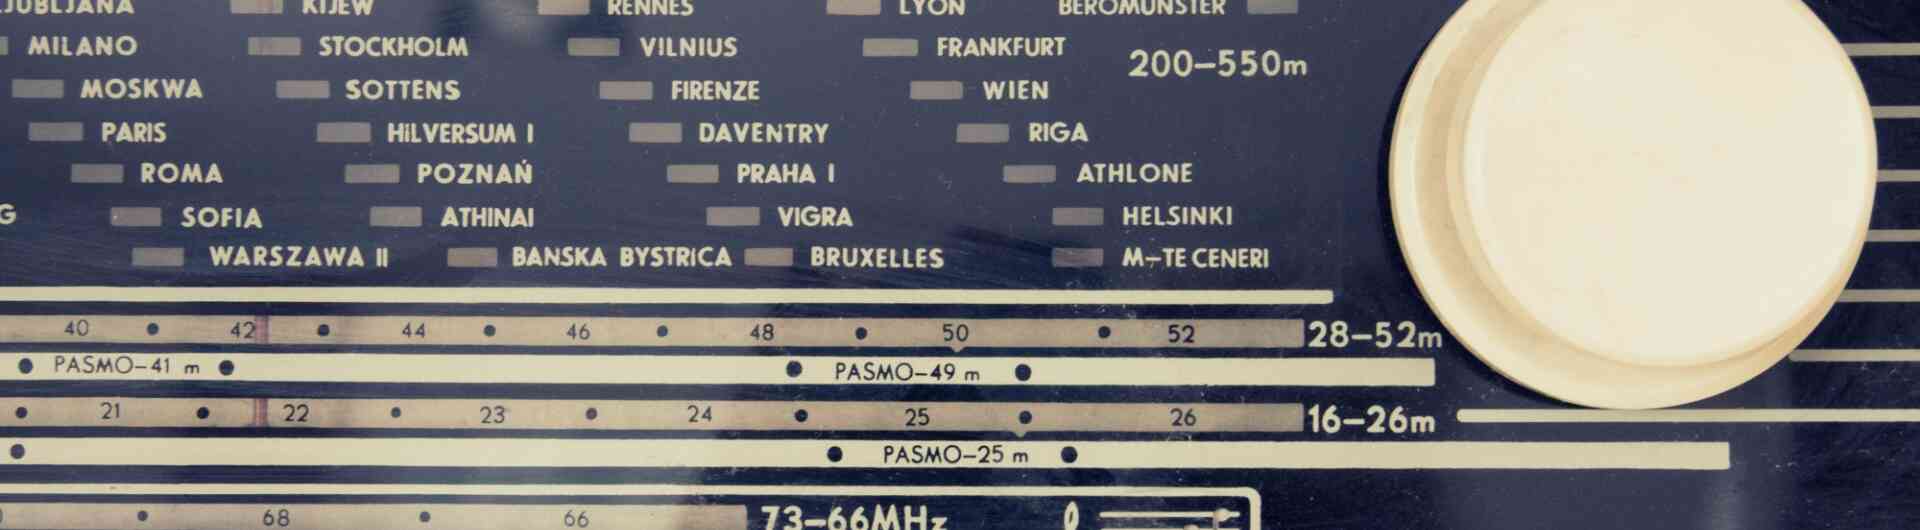 LJUBLJANA KIJEW RENNES LYON BEROMÜNSTER
MILANO STOCKHOLM VILNIUS FRANKFURT
200–550m
MOSKWA SOTTENS FIRENZE WIEN
PARIS HiLVERSUM I DAVENTRY RIGA
ROMA POZNAŃ PRAHA I ATHLONE
G SOFIA ATHINAI VIGRA HELSINKI
WARSZAWA II BANSKA BYSTRICA BRUXELLES M–TE CENERI
40 42 44 46 48 50 52 28–52m
PASMO–41 m PASMO–49 m
21 22 23 24 25 26 16–26m
PASMO–25 m
68 66 73–66MHz